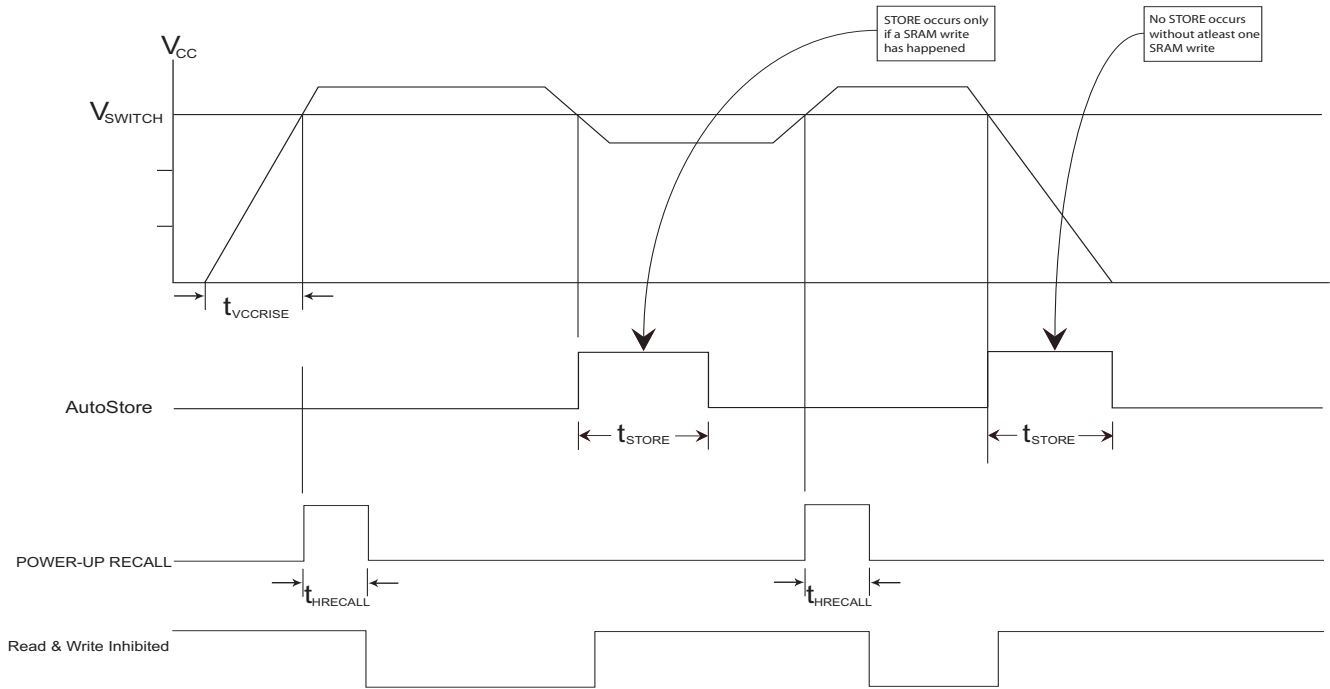 STORE occurs only
if a SRAM write
has happened
No STORE occurs
without atleast one
SRAM write
VCC
VSWITCH
tVCCRISE
AutoStore
tSTORE
tSTORE
POWER-UP RECALL
tHRECALL
tHRECALL
Read & Write Inhibited